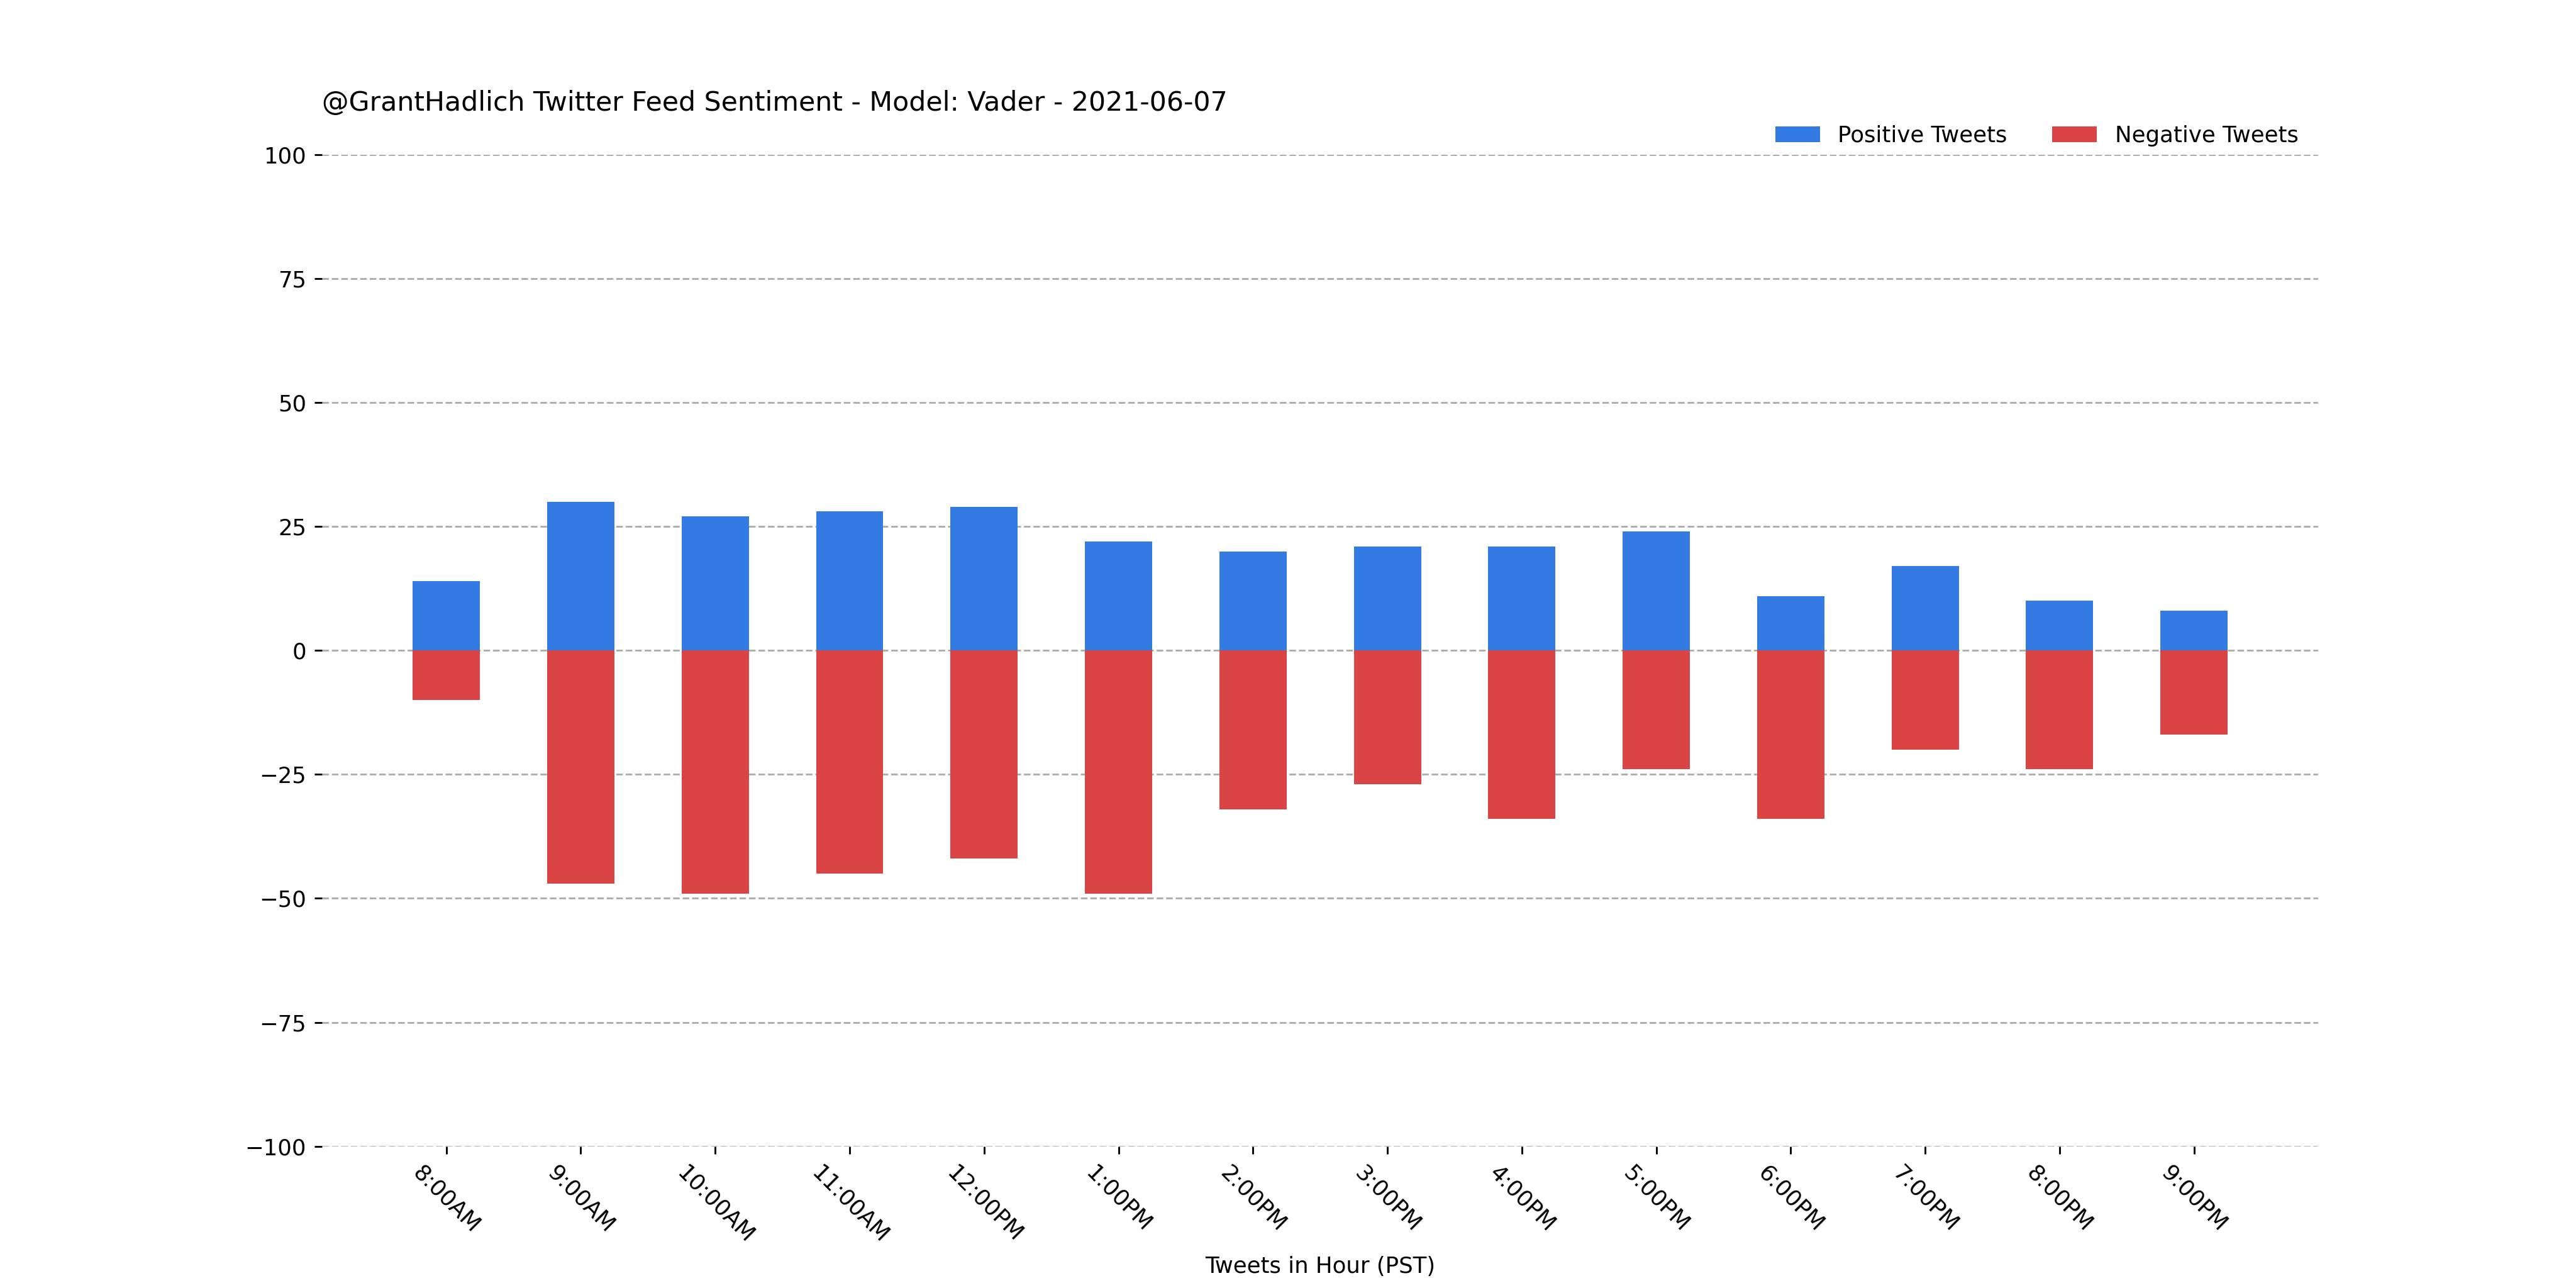 @GrantHadlich Twitter Feed Sentiment - Model: Vader - 2021-06-07
Positive Tweets
Negative Tweets
100
75
50
25
0
−25
−50
−75
−100
8:00AM
9:00AM
10:00AM
11:00AM
12:00PM
1:00PM
2:00PM
3:00PM
4:00PM
5:00PM
6:00PM
7:00PM
8:00PM
9:00PM
Tweets in Hour (PST)